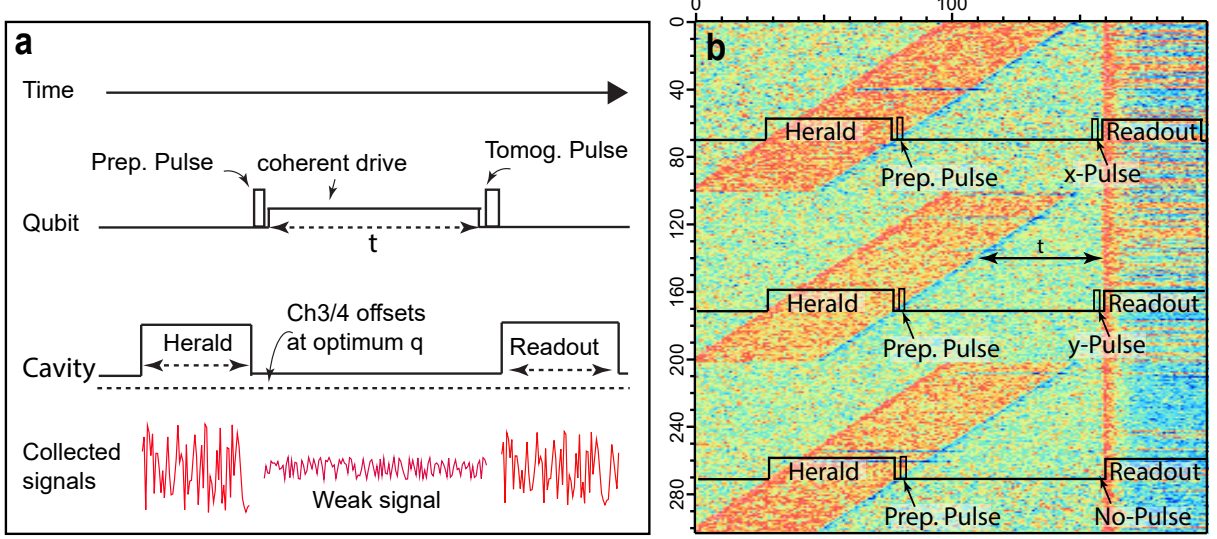 a
Time
Prep. Pulse
coherent drive
Tomog. Pulse
Qubit
t
Ch3/4 offsets
at optimum q
Herald
Readout
Cavity
Collected
signals
Weak signal
b
0 100
0
40
80
120
160
200
240
280
Herald
Readout
Prep. Pulse
x-Pulse
t
Herald
Readout
Prep. Pulse
y-Pulse
Herald
Readout
Prep. Pulse
No-Pulse